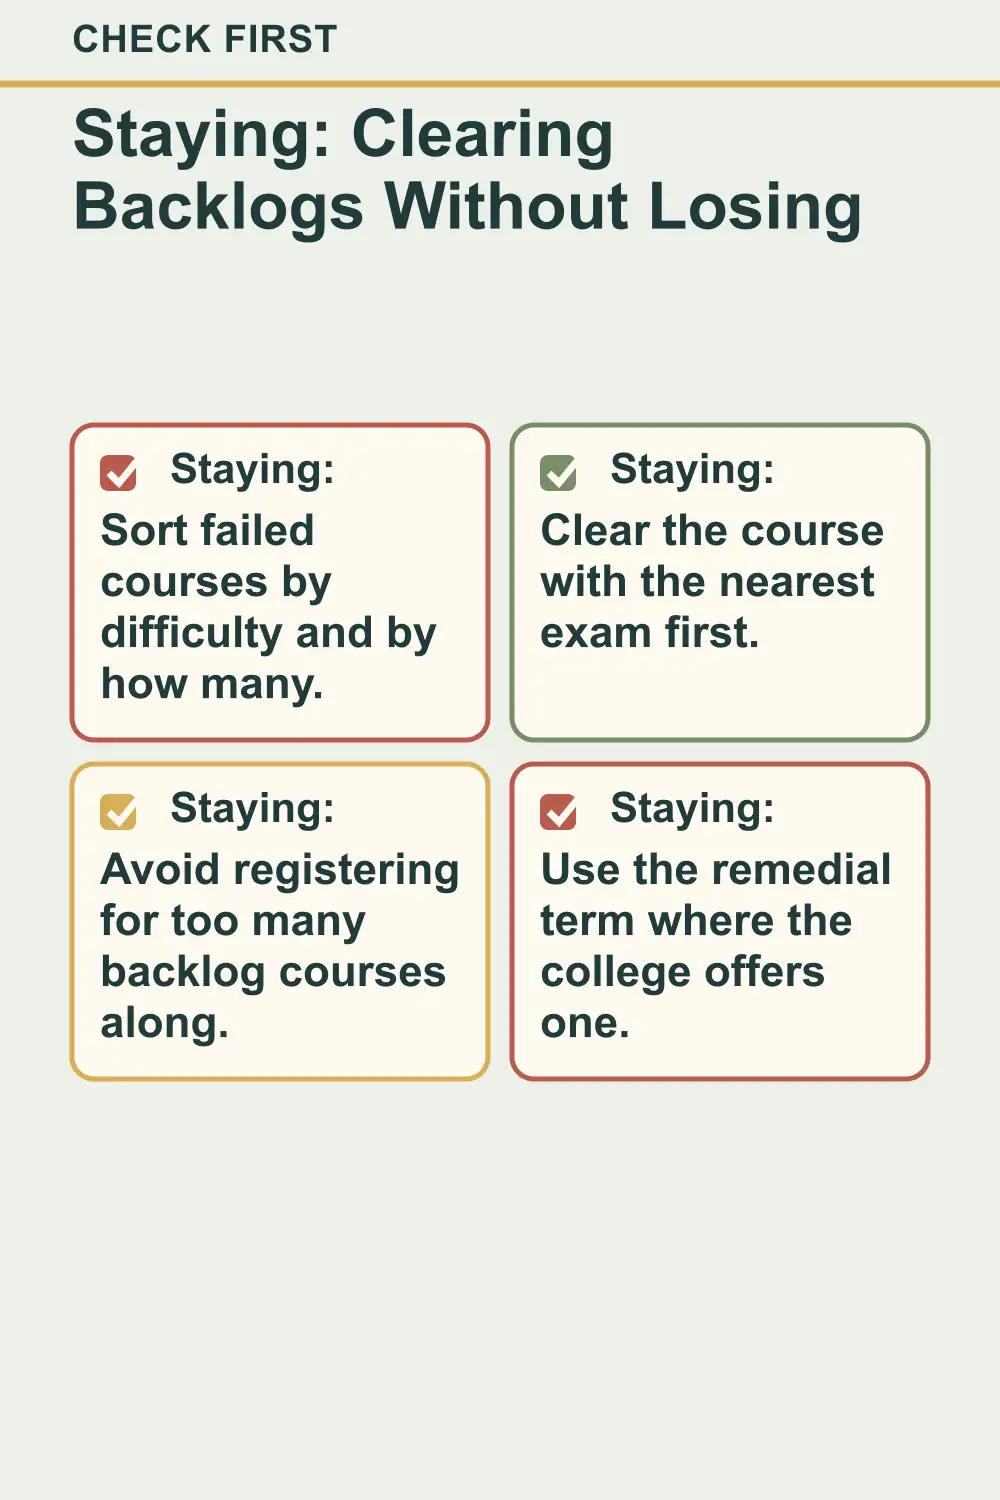 CHECK FIRST
Staying: Clearing
Backlogs Without Losing
Staying:
Sort failed
courses by
difficulty and by
how many.
Staying:
Clear the course
with the nearest
exam first.
Staying:
Avoid registering
for too many
backlog courses
along.
Staying:
Use the remedial
term where the
college offers
one.